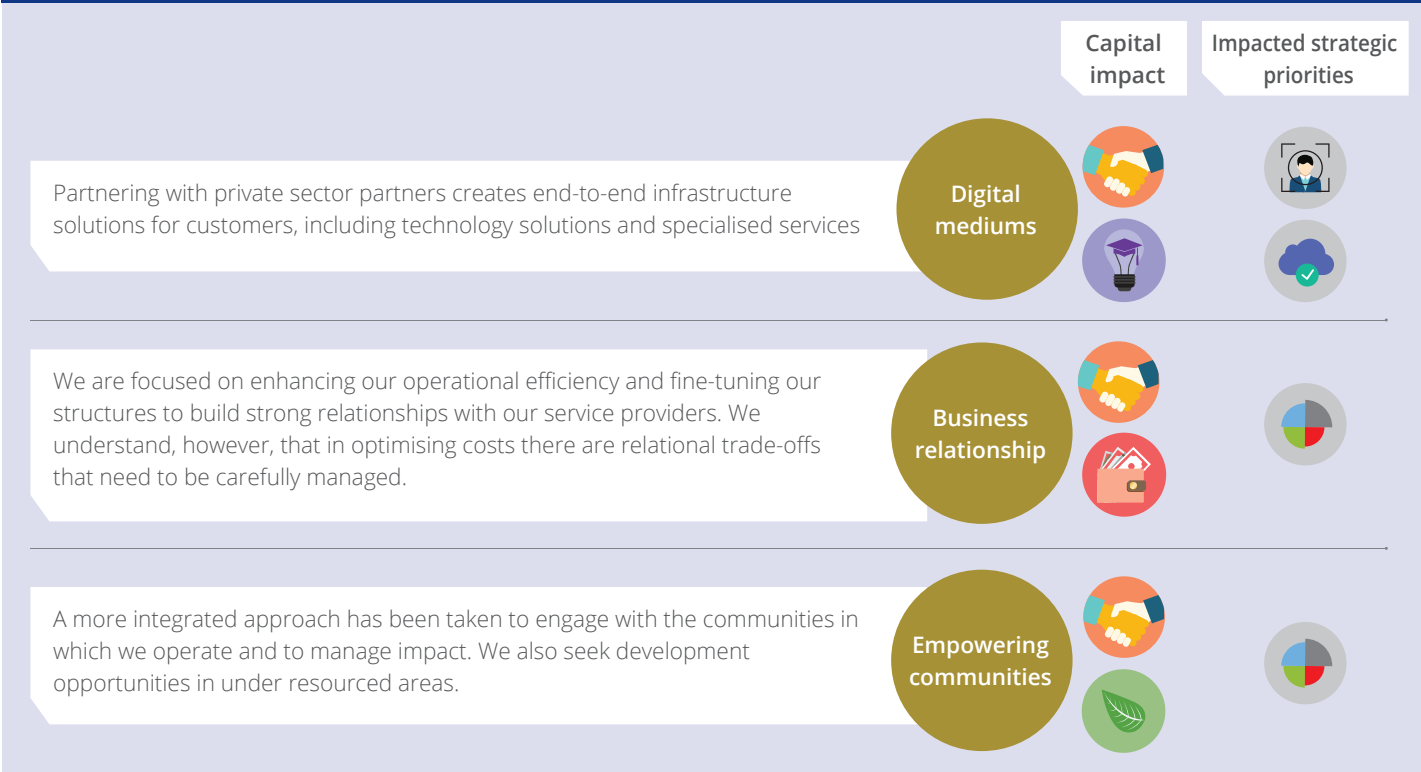 Capital
impact
Impacted strategic
priorities
Partnering with private sector partners creates end-to-end infrastructure
solutions for customers, including technology solutions and specialised services
Digital
mediums
We are focused on enhancing our operational efficiency and fine-tuning our
structures to build strong relationships with our service providers. We
understand, however, that in optimising costs there are relational trade-offs
that need to be carefully managed.
Business
relationship
A more integrated approach has been taken to engage with the communities in
which we operate and to manage impact. We also seek development
opportunities in under resourced areas.
Empowering
communities